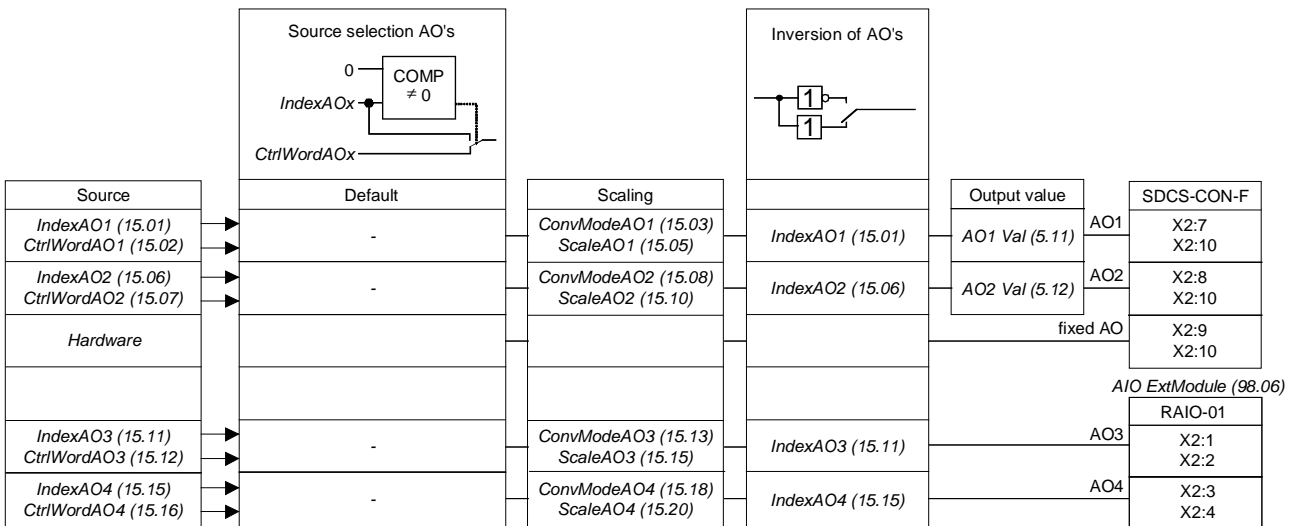 Source selection AO's
0
COMP
≠ 0
IndexAOx
CtrlWordAOx
Inversion of AO's
1
1
Source
Default
Scaling
Output value
SDCS-CON-F
IndexAO1 (15.01)
CtrlWordAO1 (15.02)
-
ConvModeAO1 (15.03)
ScaleAO1 (15.05)
IndexAO1 (15.01)
AO1 Val (5.11)
AO1
X2:7
X2:10
IndexAO2 (15.06)
CtrlWordAO2 (15.07)
-
ConvModeAO2 (15.08)
ScaleAO2 (15.10)
IndexAO2 (15.06)
AO2 Val (5.12)
AO2
X2:8
X2:10
Hardware
fixed AO
X2:9
X2:10
AIO ExtModule (98.06)
RAIO-01
IndexAO3 (15.11)
CtrlWordAO3 (15.12)
-
ConvModeAO3 (15.13)
ScaleAO3 (15.15)
IndexAO3 (15.11)
AO3
X2:1
X2:2
IndexAO4 (15.15)
CtrlWordAO4 (15.16)
-
ConvModeAO4 (15.18)
ScaleAO4 (15.20)
IndexAO4 (15.15)
AO4
X2:3
X2:4